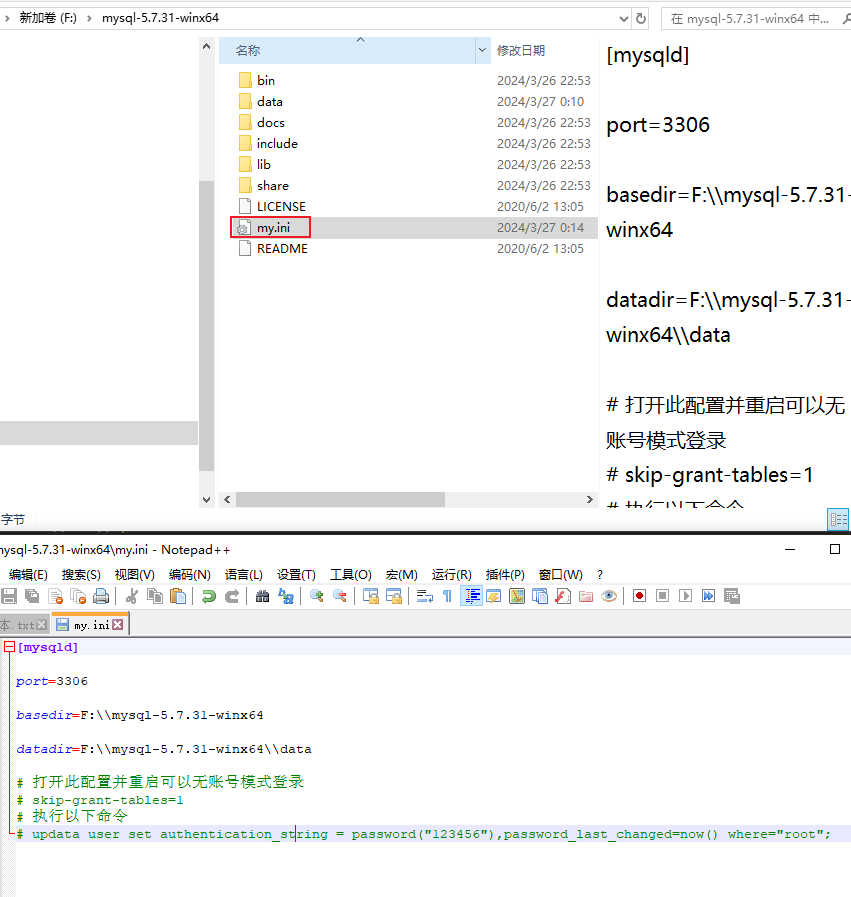 新加卷 (F:) > mysql-5.7.31-winx64
在 mysql-5.7.31-winx64 中...
名称 修改日期
bin 2024/3/26 22:53
data 2024/3/27 0:10
docs 2024/3/26 22:53
include 2024/3/26 22:53
lib 2024/3/26 22:53
share 2024/3/26 22:53
LICENSE 2020/6/2 13:05
my.ini 2024/3/27 0:14
README 2020/6/2 13:05
[mysqld]
port=3306
basedir=F:\\mysql-5.7.31-
winx64
datadir=F:\\mysql-5.7.31-
winx64\\data
# 打开此配置并重启可以无
账号模式登录
# skip-grant-tables=1
# 执行以下命令
字节
mysql-5.7.31-winx64\my.ini - Notepad++
编辑(E) 搜索(S) 视图(V) 编码(N) 语言(L) 设置(T) 工具(O) 宏(M) 运行(R) 插件(P) 窗口(W) ?
本.txt my.ini
[mysqld]
port=3306
basedir=F:\\mysql-5.7.31-winx64
datadir=F:\\mysql-5.7.31-winx64\\data
# 打开此配置并重启可以无账号模式登录
# skip-grant-tables=1
# 执行以下命令
# updata user set authentication_string = password("123456"),password_last_changed=now() where="root";